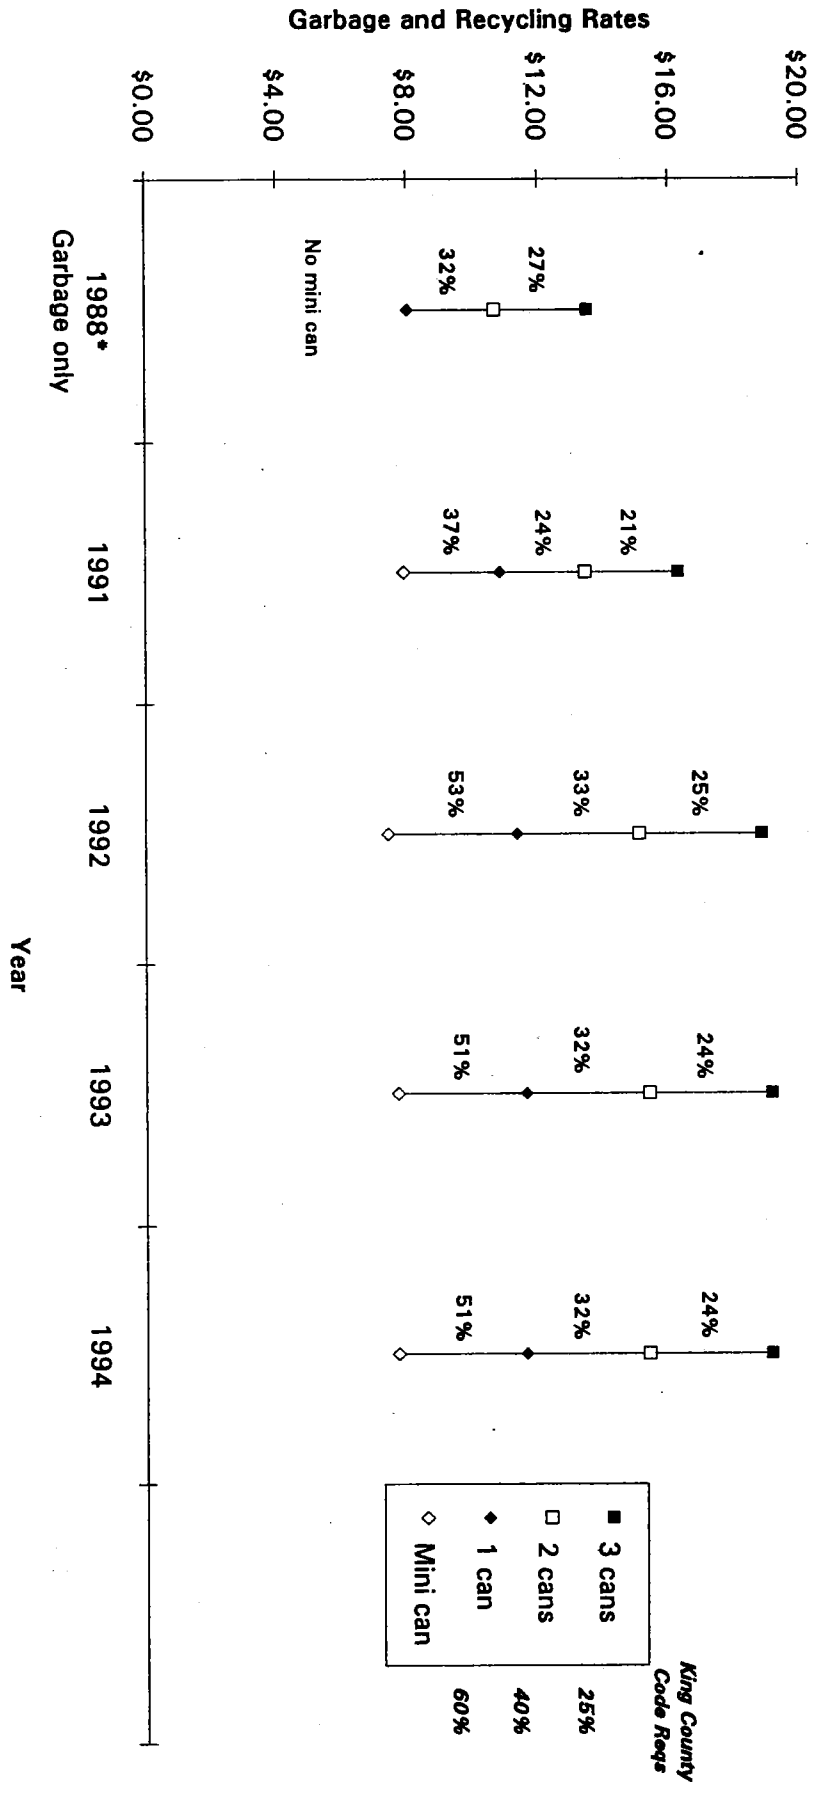 Garbage and Recycling Rates
$20.00
$16.00
$12.00
$8.00
$4.00
$0.00
27%
32%
No mini can
21%
24%
37%
25%
33%
53%
24%
32%
51%
24%
32%
51%
1988*
Garbage only
1991
1992
1993
1994
Year
King County
Code Reqs
3 cans
25%
2 cans
40%
1 can
60%
Mini can